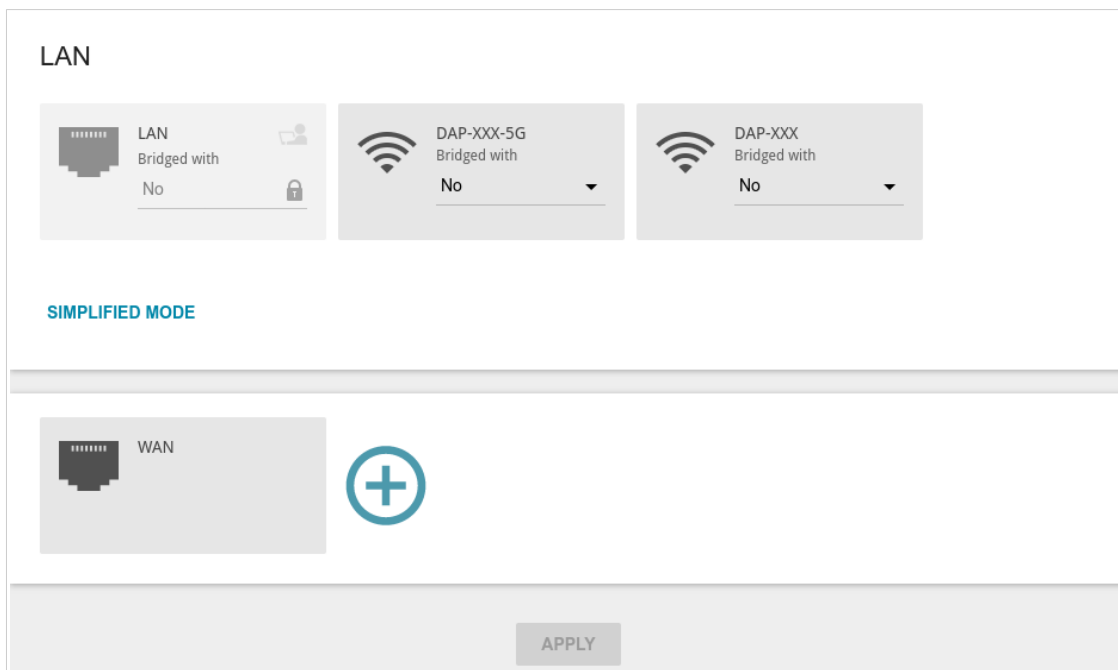 LAN
LAN
Bridged with
No
DAP-XXX-5G
Bridged with
No
DAP-XXX
Bridged with
No
SIMPLIFIED MODE
WAN
APPLY